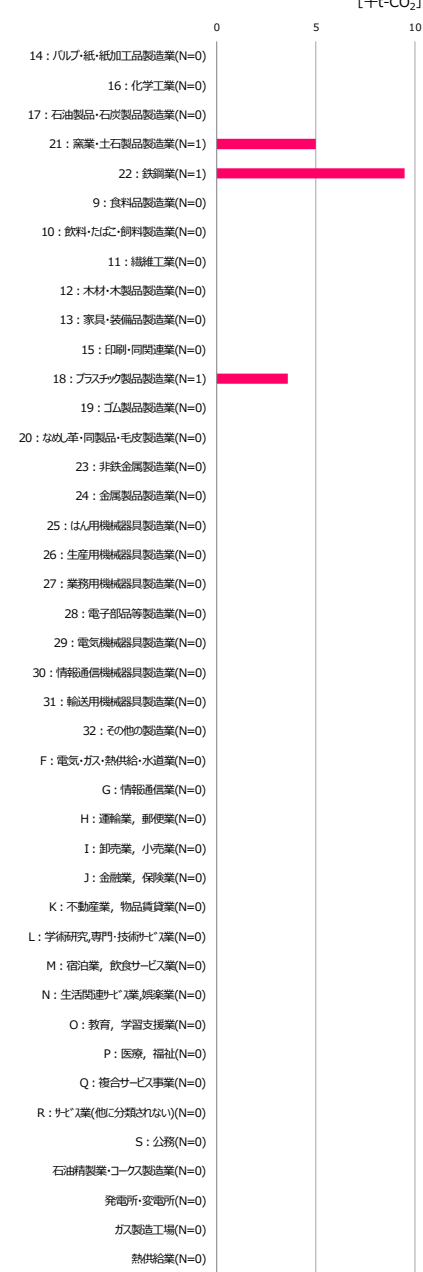 [千t-CO₂]
0 5 10
14：パルプ・紙・紙加工品製造業(N=0)
16：化学工業(N=0)
17：石油製品・石炭製品製造業(N=0)
21：窯業・土石製品製造業(N=1)
22：鉄鋼業(N=1)
9：食料品製造業(N=0)
10：飲料・たばこ・飼料製造業(N=0)
11：繊維工業(N=0)
12：木材・木製品製造業(N=0)
13：家具・装備品製造業(N=0)
15：印刷・同関連業(N=0)
18：プラスチック製品製造業(N=1)
19：ゴム製品製造業(N=0)
20：なめし革・同製品・毛皮製造業(N=0)
23：非鉄金属製造業(N=0)
24：金属製品製造業(N=0)
25：はん用機械器具製造業(N=0)
26：生産用機械器具製造業(N=0)
27：業務用機械器具製造業(N=0)
28：電子部品等製造業(N=0)
29：電気機械器具製造業(N=0)
30：情報通信機械器具製造業(N=0)
31：輸送用機械器具製造業(N=0)
32：その他の製造業(N=0)
F：電気・ガス・熱供給・水道業(N=0)
G：情報通信業(N=0)
H：運輸業，郵便業(N=0)
I：卸売業，小売業(N=0)
J：金融業，保険業(N=0)
K：不動産業，物品賃貸業(N=0)
L：学術研究,専門・技術ｻｰﾋﾞｽ業(N=0)
M：宿泊業，飲食サービス業(N=0)
N：生活関連ｻｰﾋﾞｽ業,娯楽業(N=0)
O：教育，学習支援業(N=0)
P：医療，福祉(N=0)
Q：複合サービス事業(N=0)
R：ｻｰﾋﾞｽ業(他に分類されない)(N=0)
S：公務(N=0)
石油精製業・コークス製造業(N=0)
発電所・変電所(N=0)
ガス製造工場(N=0)
熱供給業(N=0)